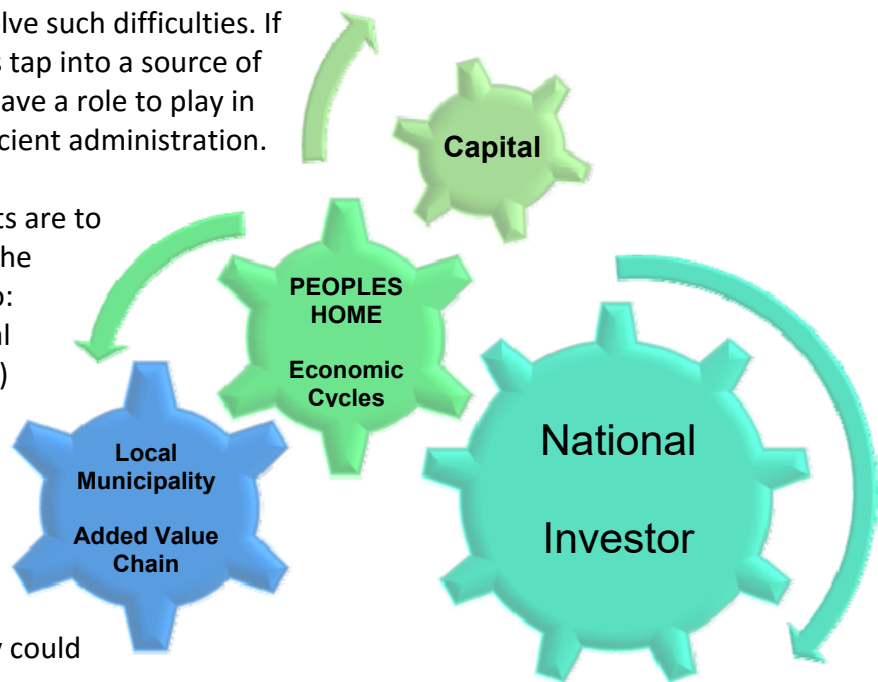 olve such difficulties. If
s tap into a source of
ave a role to play in
cient administration.
ts are to
he
o:
al
)
y could
Capital
PEOPLES
HOME
Economic
Cycles
Local
Municipality
Added Value
Chain
National
Investor